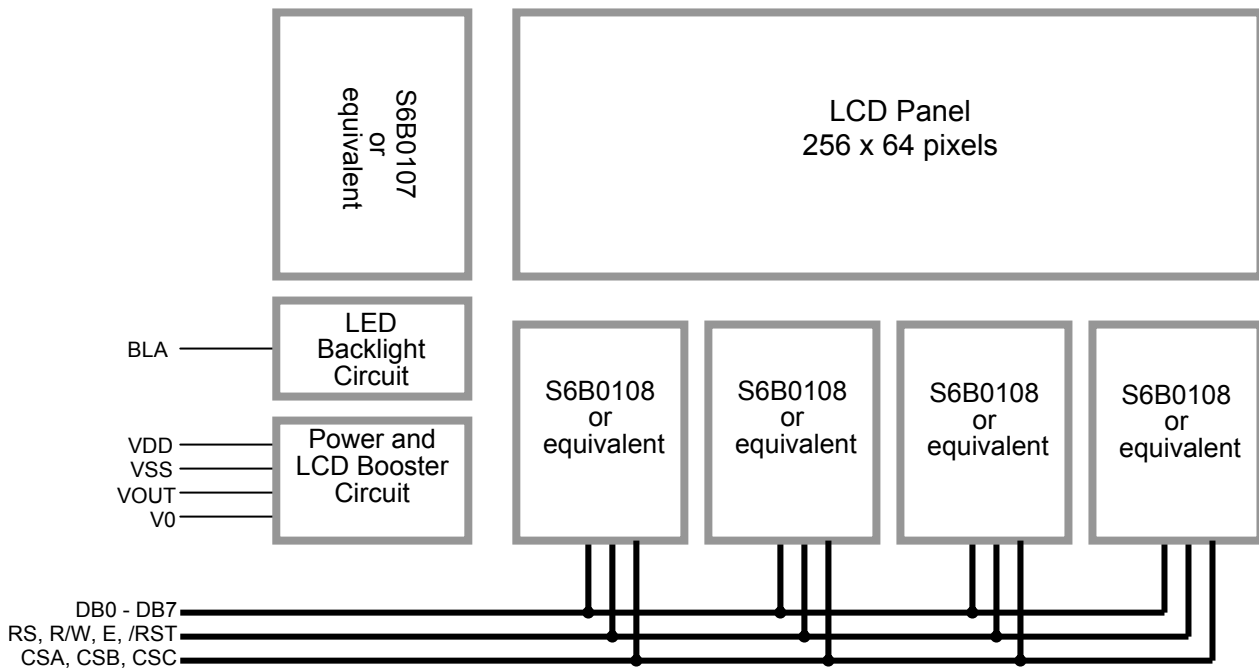 S6B0107
or
equivalent
LCD Panel
256 x 64 pixels
BLA
LED
Backlight
Circuit
VDD
VSS
VOUT
V0
Power and
LCD Booster
Circuit
S6B0108
or
equivalent
S6B0108
or
equivalent
S6B0108
or
equivalent
S6B0108
or
equivalent
DB0 - DB7
RS, R/W, E, /RST
CSA, CSB, CSC